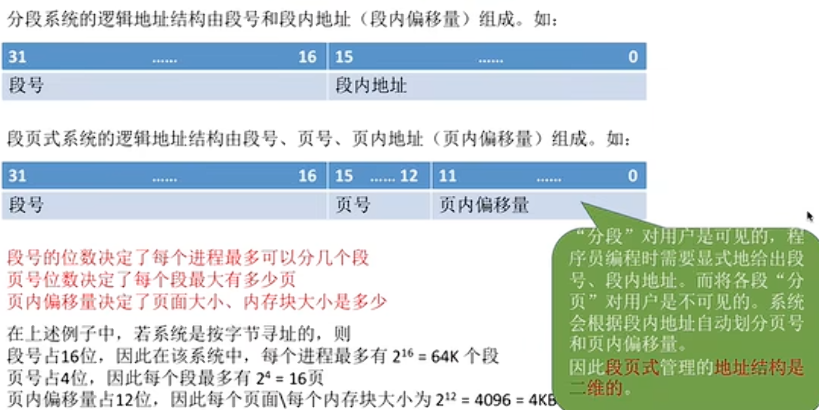 分段系统的逻辑地址结构由段号和段内地址（段内偏移量）组成。如：
31 …… 16 15 …… 0
段号 段内地址
段页式系统的逻辑地址结构由段号、页号、页内地址（页内偏移量）组成。如：
31 …… 16 15 …… 12 11 …… 0
段号 页号 页内偏移量
段号的位数决定了每个进程最多可以分几个段
页号位数决定了每个段最大有多少页
页内偏移量决定了页面大小、内存块大小是多少
在上述例子中，若系统是按字节寻址的，则
段号占16位，因此在该系统中，每个进程最多有 2¹⁶ = 64K 个段
页号占4位，因此每个段最多有 2⁴ = 16页
页内偏移量占12位，因此每个页面\每个内存块大小为 2¹² = 4096 = 4KB
“分段”对用户是可见的，程
序员编程时需要显式地给出段
号、段内地址。而将各段“分
页”对用户是不可见的。系统
会根据段内地址自动划分页号
和页内偏移量。
因此段页式管理的地址结构是
二维的。